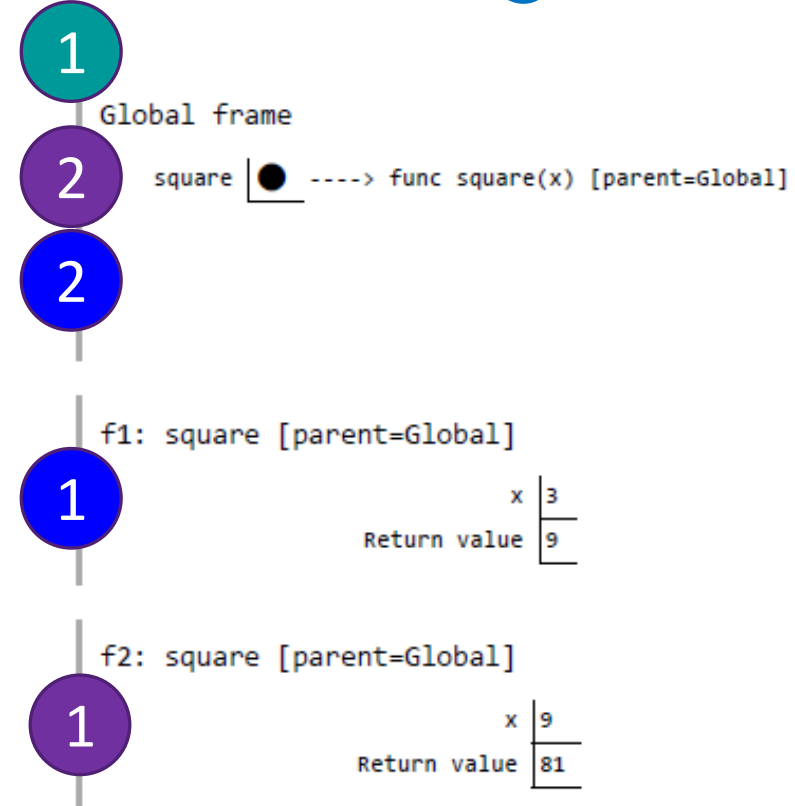 1
Global frame
2
square ----> func square(x) [parent=Global]
2
f1: square [parent=Global]
1
x 3
Return value 9
f2: square [parent=Global]
1
x 9
Return value 81